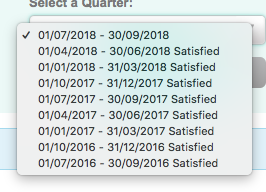 Select a Quarter:
✓ 01/07/2018 - 30/09/2018
01/04/2018 - 30/06/2018 Satisfied
01/01/2018 - 31/03/2018 Satisfied
01/10/2017 - 31/12/2017 Satisfied
01/07/2017 - 30/09/2017 Satisfied
01/04/2017 - 30/06/2017 Satisfied
01/01/2017 - 31/03/2017 Satisfied
01/10/2016 - 31/12/2016 Satisfied
01/07/2016 - 30/09/2016 Satisfied